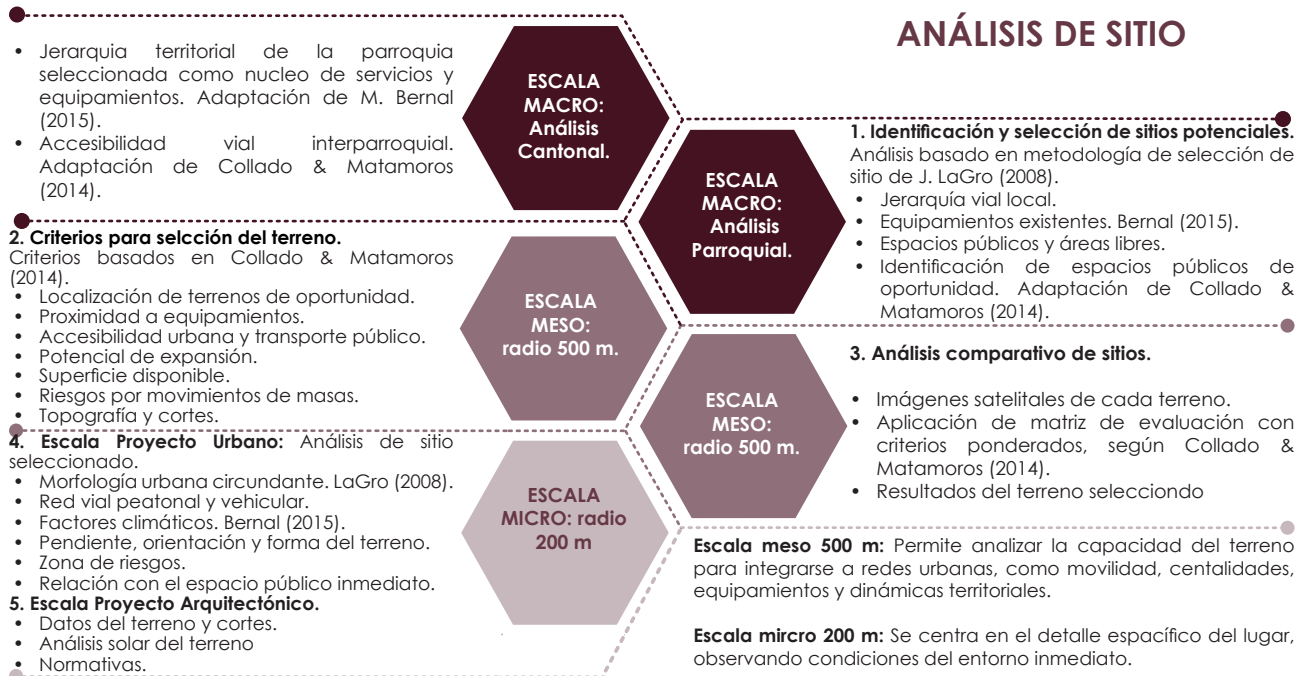 ANÁLISIS DE SITIO
• Jerarquia territorial de la parroquia
seleccionada como nucleo de servicios y
equipamientos. Adaptación de M. Bernal
(2015).
• Accesibilidad vial interparroquial.
Adaptación de Collado & Matamoros
(2014).
ESCALA
MACRO:
Análisis
Cantonal.
ESCALA
MACRO:
Análisis
Parroquial.
1. Identificación y selección de sitios potenciales.
Análisis basado en metodología de selección de
sitio de J. LaGro (2008).
• Jerarquía vial local.
• Equipamientos existentes. Bernal (2015).
• Espacios públicos y áreas libres.
• Identificación de espacios públicos de
oportunidad. Adaptación de Collado &
Matamoros (2014).
2. Criterios para selcción del terreno.
Criterios basados en Collado & Matamoros
(2014).
• Localización de terrenos de oportunidad.
• Proximidad a equipamientos.
• Accesibilidad urbana y transporte público.
• Potencial de expansión.
• Superficie disponible.
• Riesgos por movimientos de masas.
• Topografía y cortes.
ESCALA
MESO:
radio 500 m.
ESCALA
MESO:
radio 500 m.
3. Análisis comparativo de sitios.
• Imágenes satelitales de cada terreno.
• Aplicación de matriz de evaluación con
criterios ponderados, según Collado &
Matamoros (2014).
• Resultados del terreno selecciondo
4. Escala Proyecto Urbano: Análisis de sitio
seleccionado.
• Morfología urbana circundante. LaGro (2008).
• Red vial peatonal y vehicular.
• Factores climáticos. Bernal (2015).
• Pendiente, orientación y forma del terreno.
• Zona de riesgos.
• Relación con el espacio público inmediato.
5. Escala Proyecto Arquitectónico.
• Datos del terreno y cortes.
• Análisis solar del terreno
• Normativas.
ESCALA
MICRO: radio
200 m
Escala meso 500 m: Permite analizar la capacidad del terreno
para integrarse a redes urbanas, como movilidad, centalidades,
equipamientos y dinámicas territoriales.
Escala mircro 200 m: Se centra en el detalle espacífico del lugar,
observando condiciones del entorno inmediato.